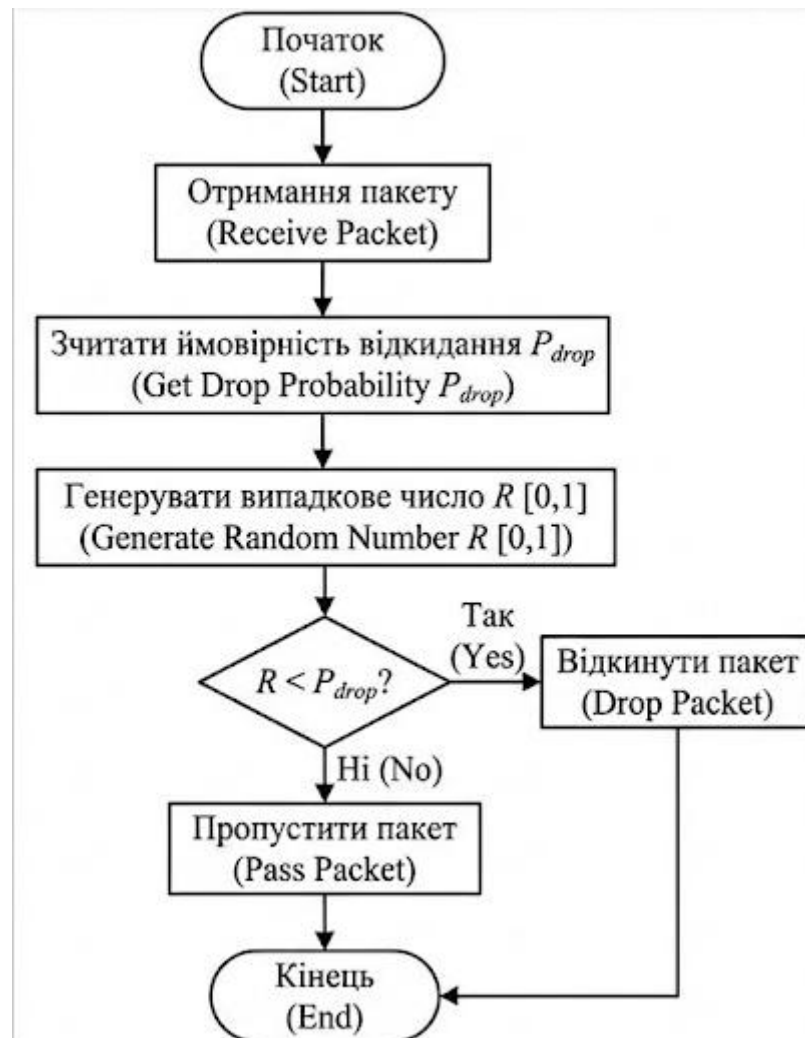 Початок
(Start)
Отримання пакету
(Receive Packet)
Зчитати ймовірність відкидання P_drop
(Get Drop Probability P_drop)
Генерувати випадкове число R [0,1]
(Generate Random Number R [0,1])
R < P_drop?
Так
(Yes)
Відкинути пакет
(Drop Packet)
Ні (No)
Пропустити пакет
(Pass Packet)
Кінець
(End)